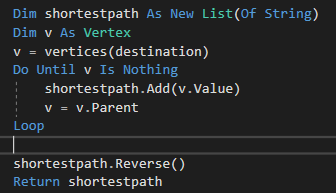 Dim shortestpath As New List(Of String)
Dim v As Vertex
v = vertices(destination)
Do Until v Is Nothing
    shortestpath.Add(v.Value)
    v = v.Parent
Loop
shortestpath.Reverse()
Return shortestpath